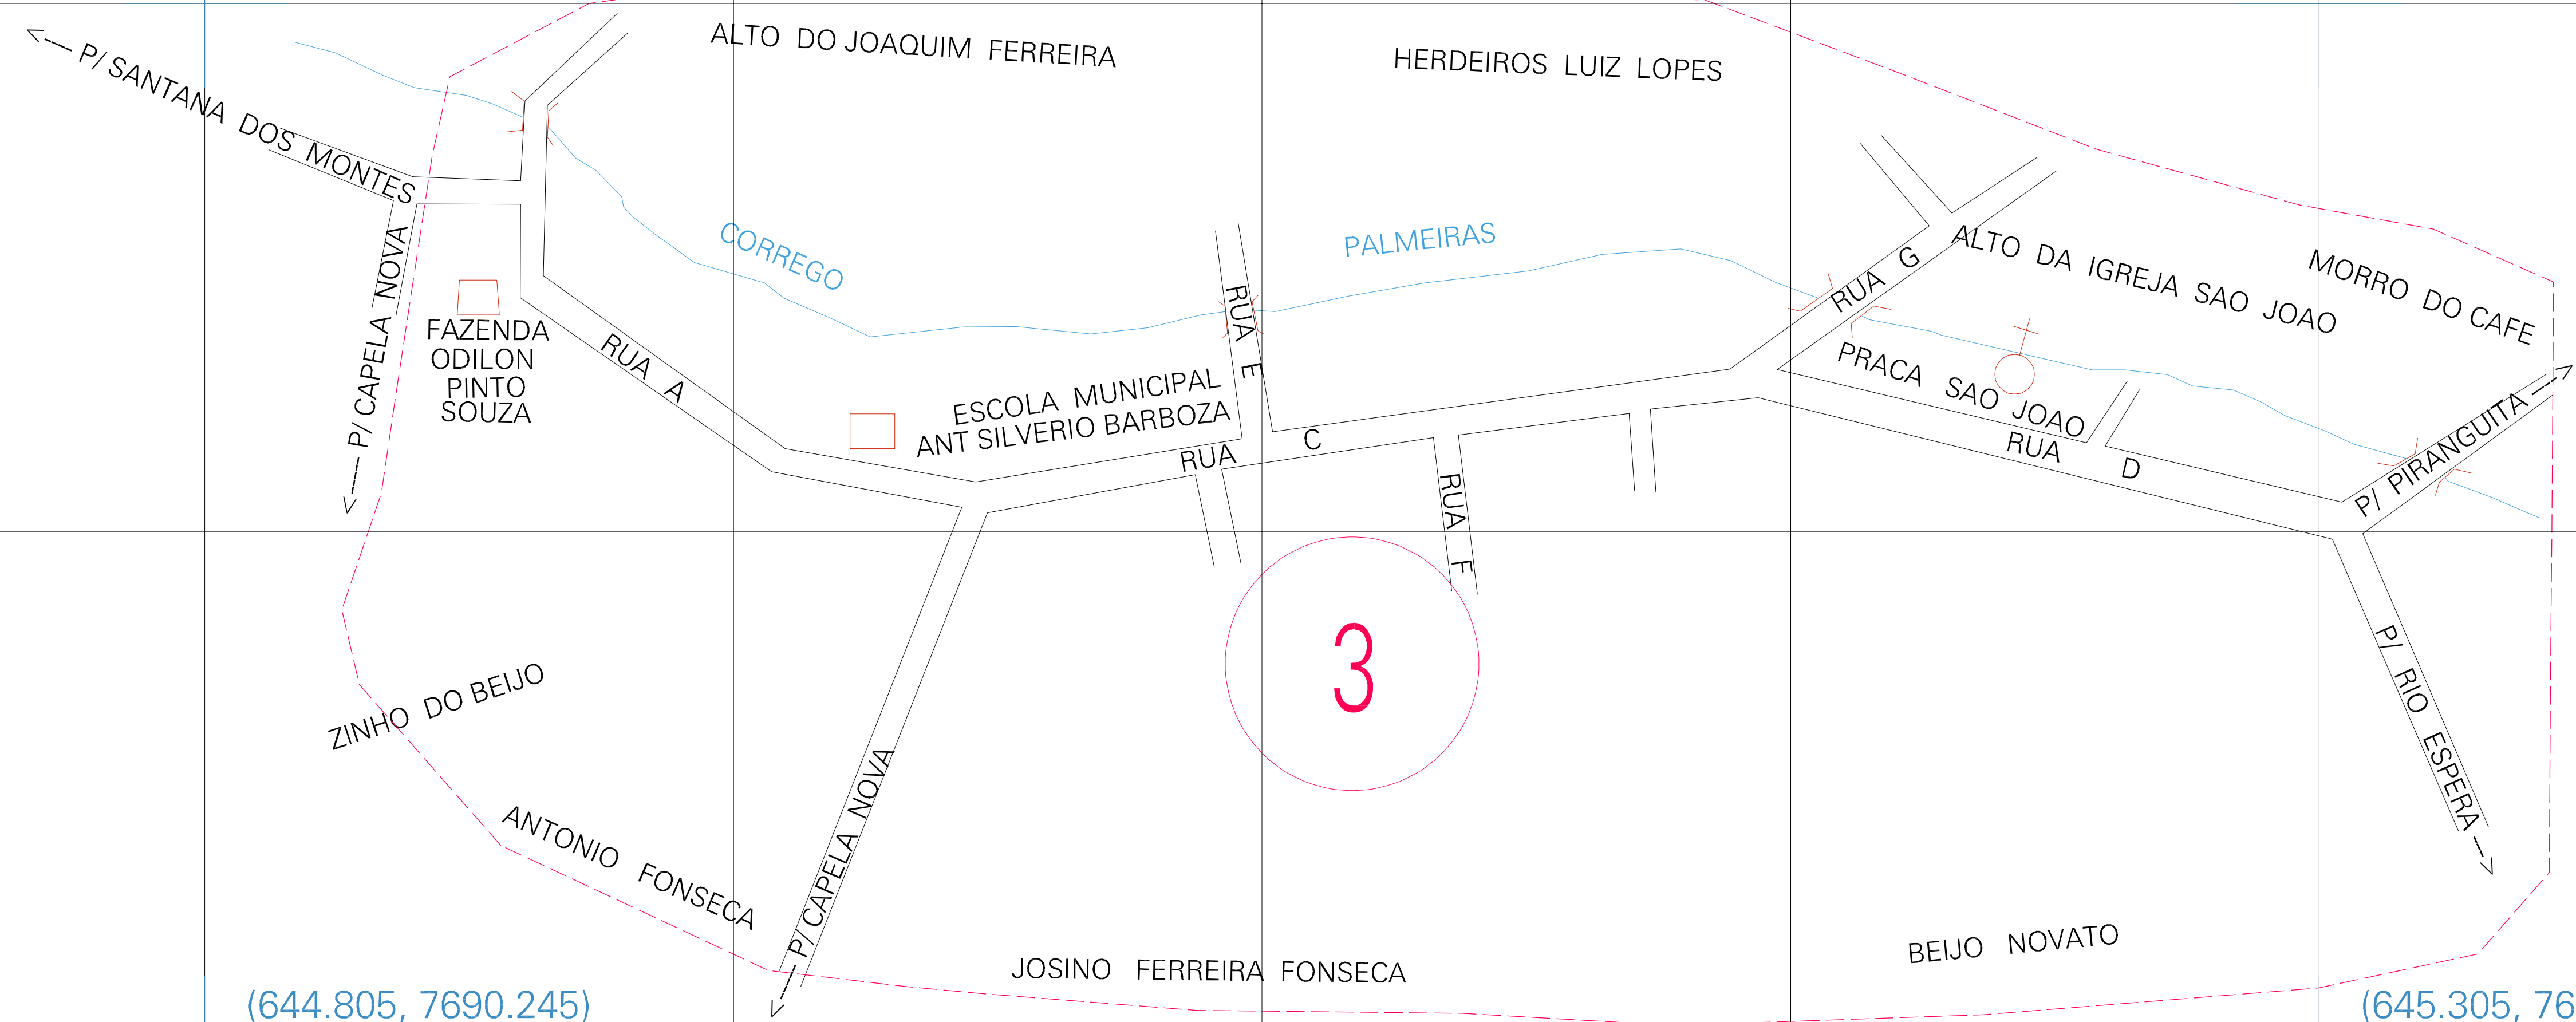 ALTO DO JOAQUIM FERREIRA
HERDEIROS LUIZ LOPES
P/ SANTANA DOS MONTES
P/ CAPELA NOVA
CORREGO
PALMEIRAS
FAZENDA
ODILON
PINTO
SOUZA
RUA A
ESCOLA MUNICIPAL
ANT SILVERIO BARBOZA
RUA E
RUA C
RUA F
RUA G
ALTO DA IGREJA SAO JOAO
MORRO DO CAFE
PRACA SAO JOAO
RUA D
P/ PIRANGUITA
P/ RIO ESPERA
3
ZINHO DO BEIJO
ANTONIO FONSECA
P/ CAPELA NOVA
JOSINO FERREIRA FONSECA
BEIJO NOVATO
(644.805, 7690.245)
(645.305, 76